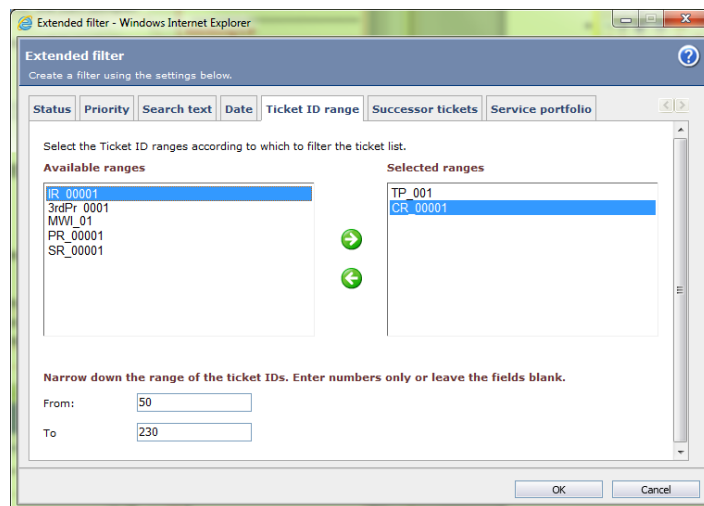 Extended filter - Windows Internet Explorer
Extended filter
Create a filter using the settings below.
Status Priority Search text Date Ticket ID range Successor tickets Service portfolio
Select the Ticket ID ranges according to which to filter the ticket list.
Available ranges Selected ranges
IR_00001 TP_001
3rdPr_0001 CR_00001
MWI_01
PR_00001
SR_00001
Narrow down the range of the ticket IDs. Enter numbers only or leave the fields blank.
From: 50
To 230
OK Cancel